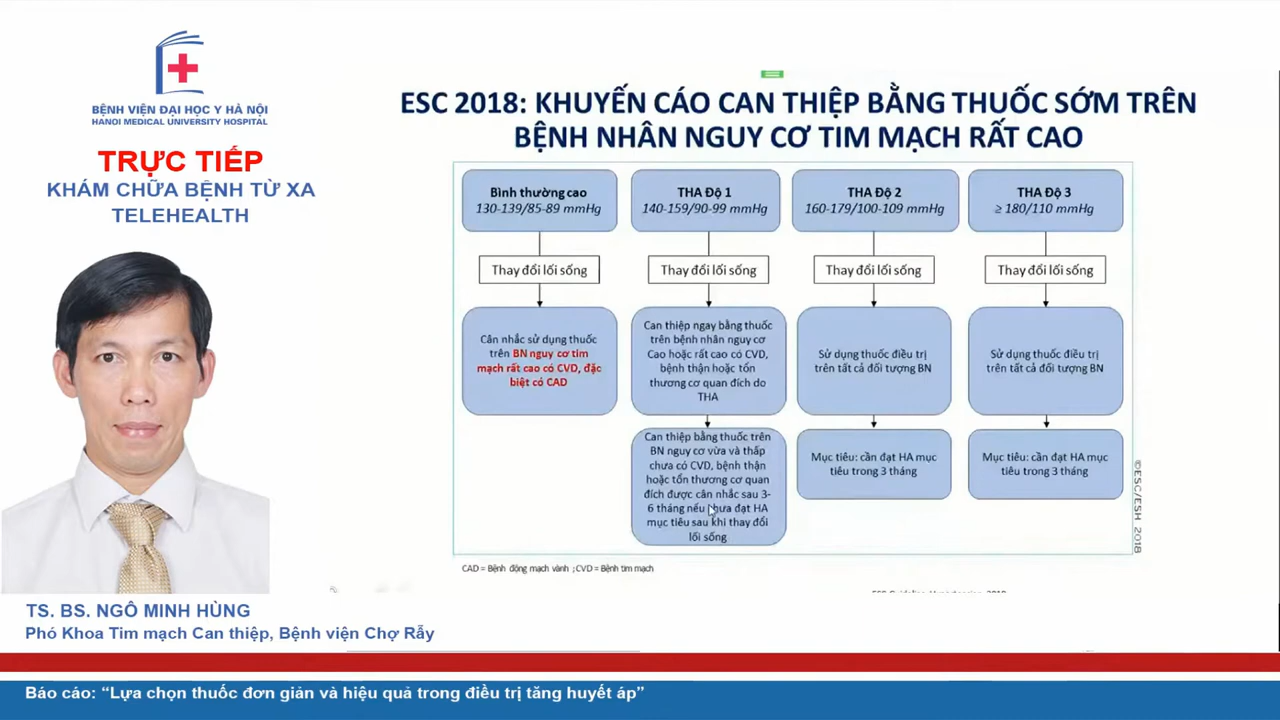 BỆNH VIỆN ĐẠI HỌC Y HÀ NỘI
HANOI MEDICAL UNIVERSITY HOSPITAL
TRỰC TIẾP
KHÁM CHỮA BỆNH TỪ XA
TELEHEALTH
ESC 2018: KHUYẾN CÁO CAN THIỆP BẰNG THUỐC SỚM TRÊN
BỆNH NHÂN NGUY CƠ TIM MẠCH RẤT CAO
Bình thường cao
130-139/85-89 mmHg
Thay đổi lối sống
Cân nhắc sử dụng thuốc
trên BN nguy cơ tim
mạch rất cao có CVD, đặc
biệt có CAD
THA Độ 1
140-159/90-99 mmHg
Thay đổi lối sống
Can thiệp ngay bằng thuốc
trên bệnh nhân nguy cơ
Cao hoặc rất cao có CVD,
bệnh thận hoặc tổn
thương cơ quan đích do
THA
Can thiệp bằng thuốc trên
BN nguy cơ vừa và thấp
chưa có CVD, bệnh thận
hoặc tổn thương cơ quan
đích được cân nhắc sau 3-
6 tháng nếu chưa đạt HA
mục tiêu sau khi thay đổi
lối sống
THA Độ 2
160-179/100-109 mmHg
Thay đổi lối sống
Sử dụng thuốc điều trị
trên tất cả đối tượng BN
Mục tiêu: cần đạt HA mục
tiêu trong 3 tháng
THA Độ 3
≥ 180/110 mmHg
Thay đổi lối sống
Sử dụng thuốc điều trị
trên tất cả đối tượng BN
Mục tiêu: cần đạt HA mục
tiêu trong 3 tháng
©ESC/ESH 2018
CAD = Bệnh động mạch vành ;CVD = Bệnh tim mạch
TS. BS. NGÔ MINH HÙNG
Phó Khoa Tim mạch Can thiệp, Bệnh viện Chợ Rẫy
Báo cáo: “Lựa chọn thuốc đơn giản và hiệu quả trong điều trị tăng huyết áp”